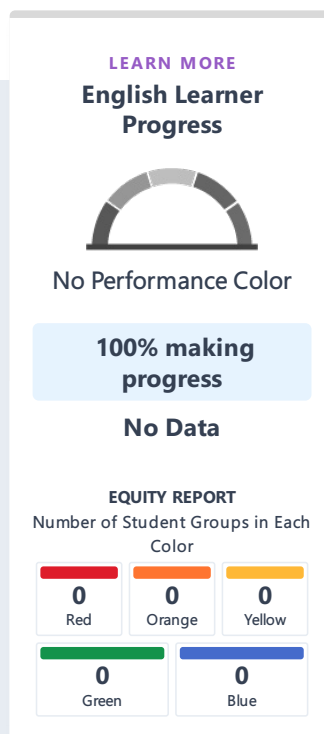 LEARN MORE
English Learner
Progress
No Performance Color
100% making
progress
No Data
EQUITY REPORT
Number of Student Groups in Each
Color
0 0 0
Red Orange Yellow
0 0
Green Blue